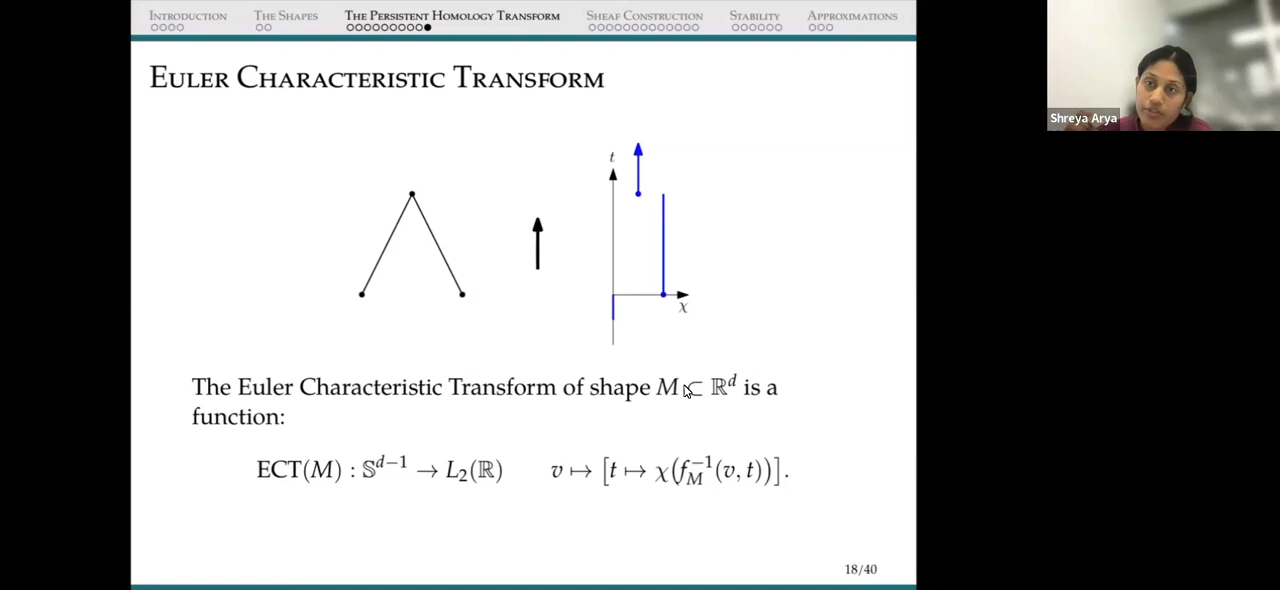 INTRODUCTION THE SHAPES THE PERSISTENT HOMOLOGY TRANSFORM SHEAF CONSTRUCTION STABILITY APPROXIMATIONS
EULER CHARACTERISTIC TRANSFORM
Shreya Arya
t
χ
The Euler Characteristic Transform of shape M ⊂ ℝ^d is a
function:
ECT(M) : 𝕊^{d−1} → L_2(ℝ) v ↦ [t ↦ χ(f_M^{−1}(v, t))].
18/40